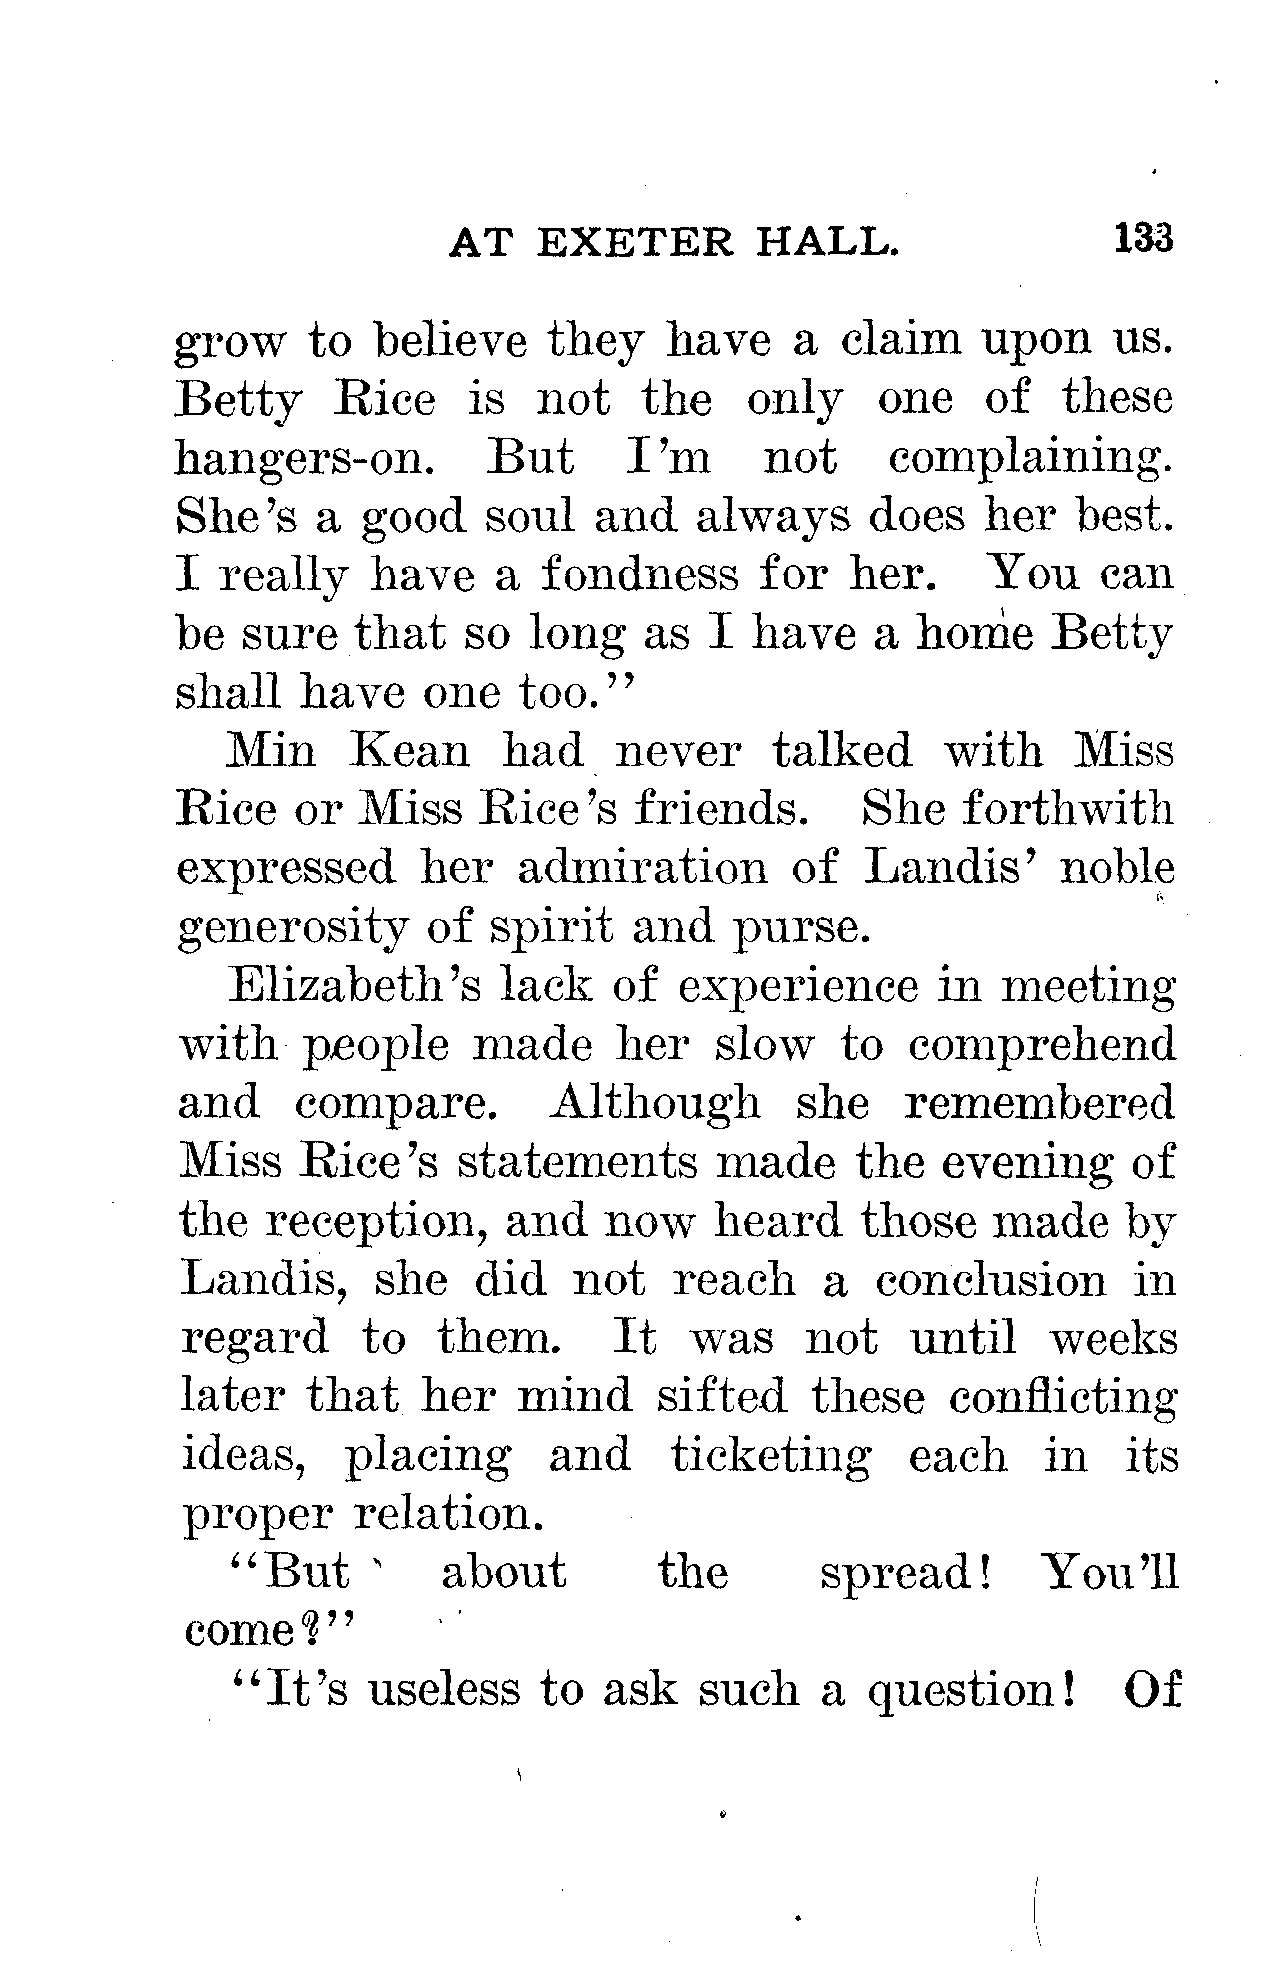 AT EXETER HALL. 133
grow to believe they have a claim upon us.
Betty Rice is not the only one of these
hangers-on. But I'm not complaining.
She's a good soul and always does her best.
I really have a fondness for her. You can
be sure that so long as I have a home Betty
shall have one too."
Min Kean had never talked with Miss
Rice or Miss Rice's friends. She forthwith
expressed her admiration of Landis' noble
generosity of spirit and purse.
Elizabeth's lack of experience in meeting
with people made her slow to comprehend
and compare. Although she remembered
Miss Rice's statements made the evening of
the reception, and now heard those made by
Landis, she did not reach a conclusion in
regard to them. It was not until weeks
later that her mind sifted these conflicting
ideas, placing and ticketing each in its
proper relation.
"But about the spread! You'll
come?"
"It's useless to ask such a question! Of